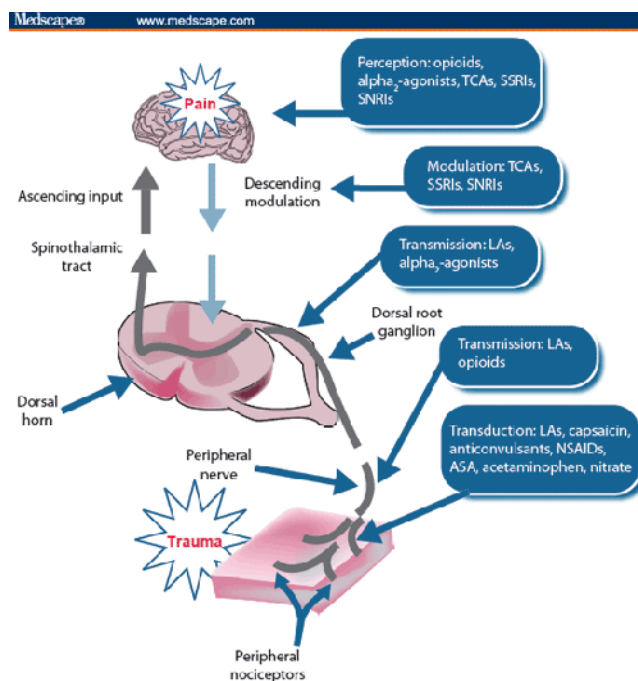 Medscape® www.medscape.com
Perception: opioids,
alpha₂-agonists, TCAs, SSRIs,
SNRIs
Pain
Modulation: TCAs,
SSRIs, SNRIs
Descending
modulation
Ascending input
Spinothalamic
tract
Transmission: LAs,
alpha₂-agonists
Dorsal root
ganglion
Transmission: LAs,
opioids
Dorsal
horn
Transduction: LAs, capsaicin,
anticonvulsants, NSAIDs,
ASA, acetaminophen, nitrate
Peripheral
nerve
Trauma
Peripheral
nociceptors